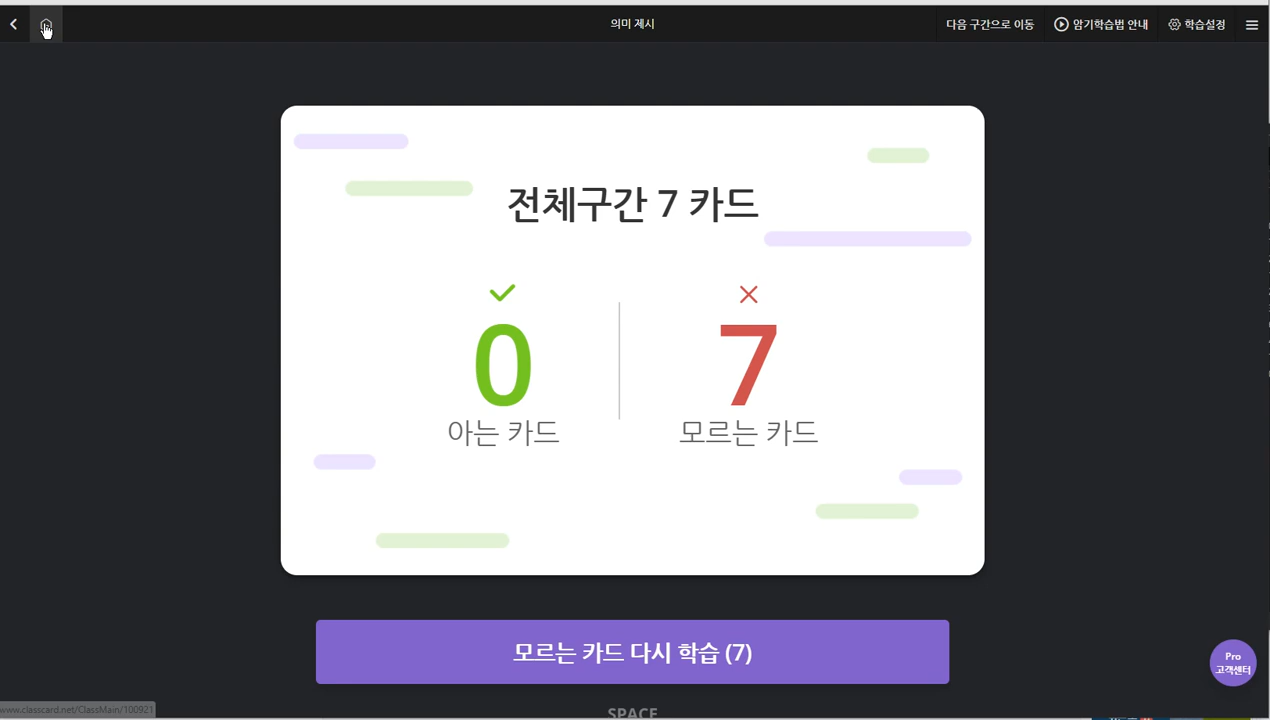 의미 제시
다음 구간으로 이동
암기학습법 안내
학습설정
전체구간 7 카드
0
7
아는 카드
모르는 카드
모르는 카드 다시 학습 (7)
Pro
고객센터
www.classcard.net/ClassMain/100921
SPACE